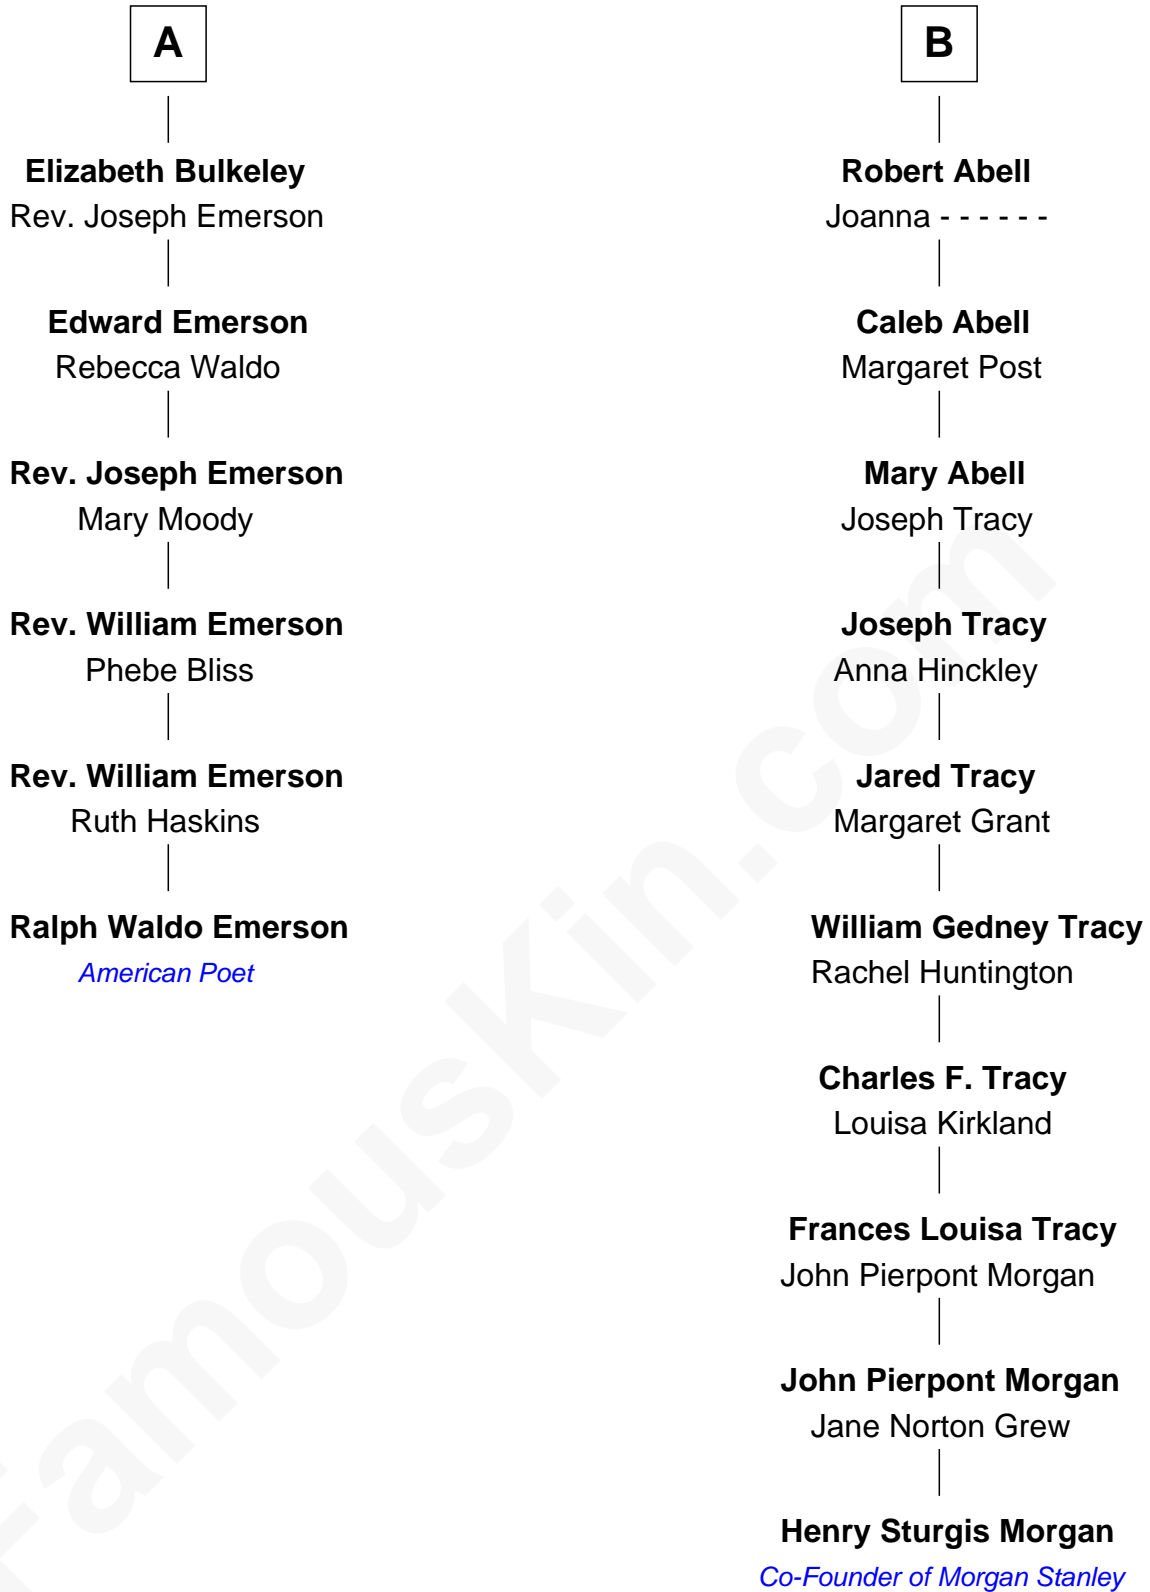 A
Elizabeth Bulkeley
Rev. Joseph Emerson
Edward Emerson
Rebecca Waldo
Rev. Joseph Emerson
Mary Moody
Rev. William Emerson
Phebe Bliss
Rev. William Emerson
Ruth Haskins
Ralph Waldo Emerson
American Poet
B
Robert Abell
Joanna - - - - - -
Caleb Abell
Margaret Post
Mary Abell
Joseph Tracy
Joseph Tracy
Anna Hinckley
Jared Tracy
Margaret Grant
William Gedney Tracy
Rachel Huntington
Charles F. Tracy
Louisa Kirkland
Frances Louisa Tracy
John Pierpont Morgan
John Pierpont Morgan
Jane Norton Grew
Henry Sturgis Morgan
Co-Founder of Morgan Stanley
FamousKin.com